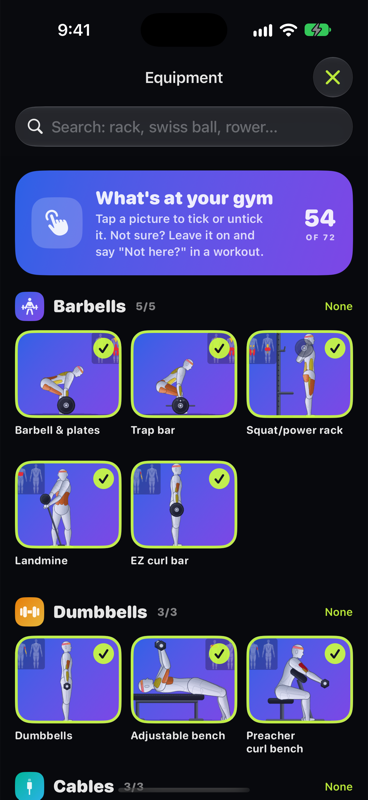 9:41
Equipment
Search: rack, swiss ball, rower...
What's at your gym
Tap a picture to tick or untick
it. Not sure? Leave it on and
say "Not here?" in a workout.
54
OF 72
Barbells 5/5 None
Barbell & plates
Trap bar
Squat/power rack
Landmine
EZ curl bar
Dumbbells 3/3 None
Dumbbells
Adjustable bench
Preacher
curl bench
Cables 3/3 None